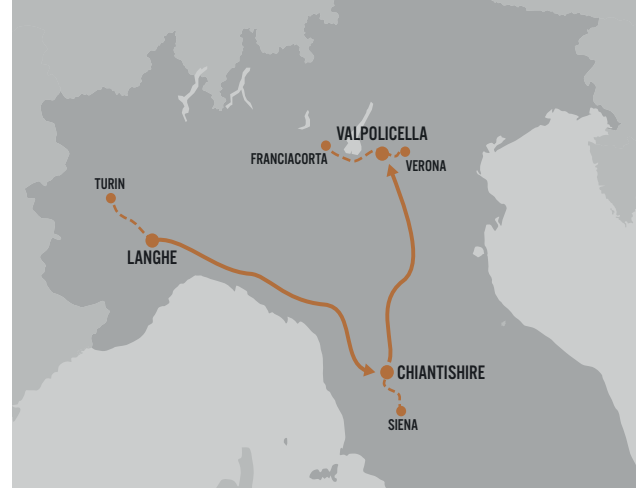 VALPOLICELLA
FRANCIACORTA
VERONA
TURIN
LANGHE
CHIANTISHIRE
SIENA